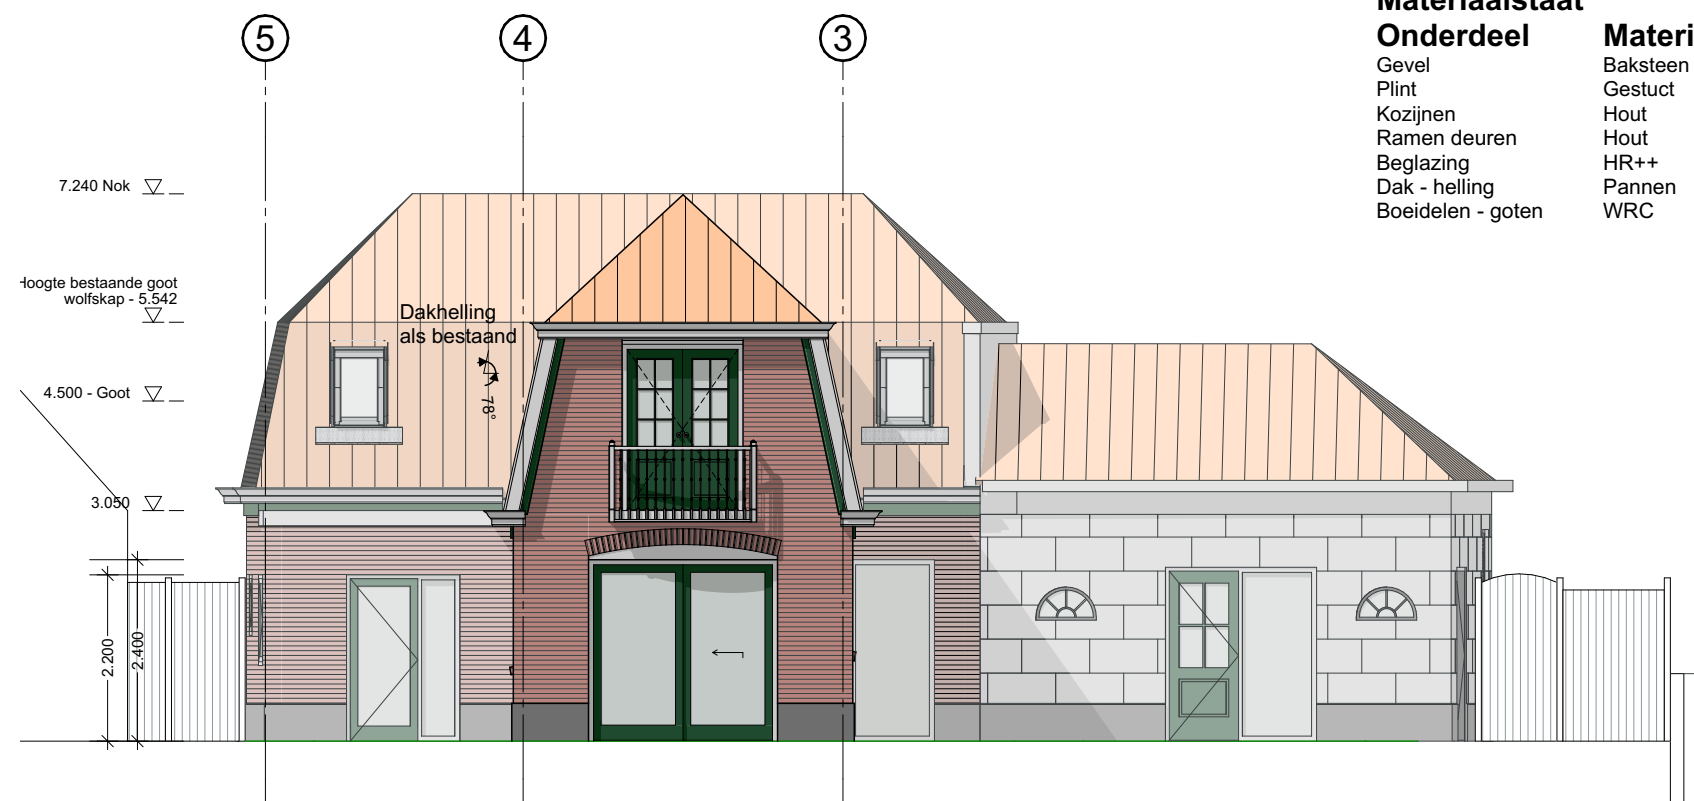 5
4
3
Materiaalstaat
Onderdeel Materi
Gevel Baksteen
Plint Gestuct
Kozijnen Hout
Ramen deuren Hout
Beglazing HR++
Dak - helling Pannen
Boeidelen - goten WRC
7.240 Nok
Hoogte bestaande goot
wolfskap - 5.542
Dakhelling
als bestaand
78°
4.500 - Goot
3.050
2.200
2.400